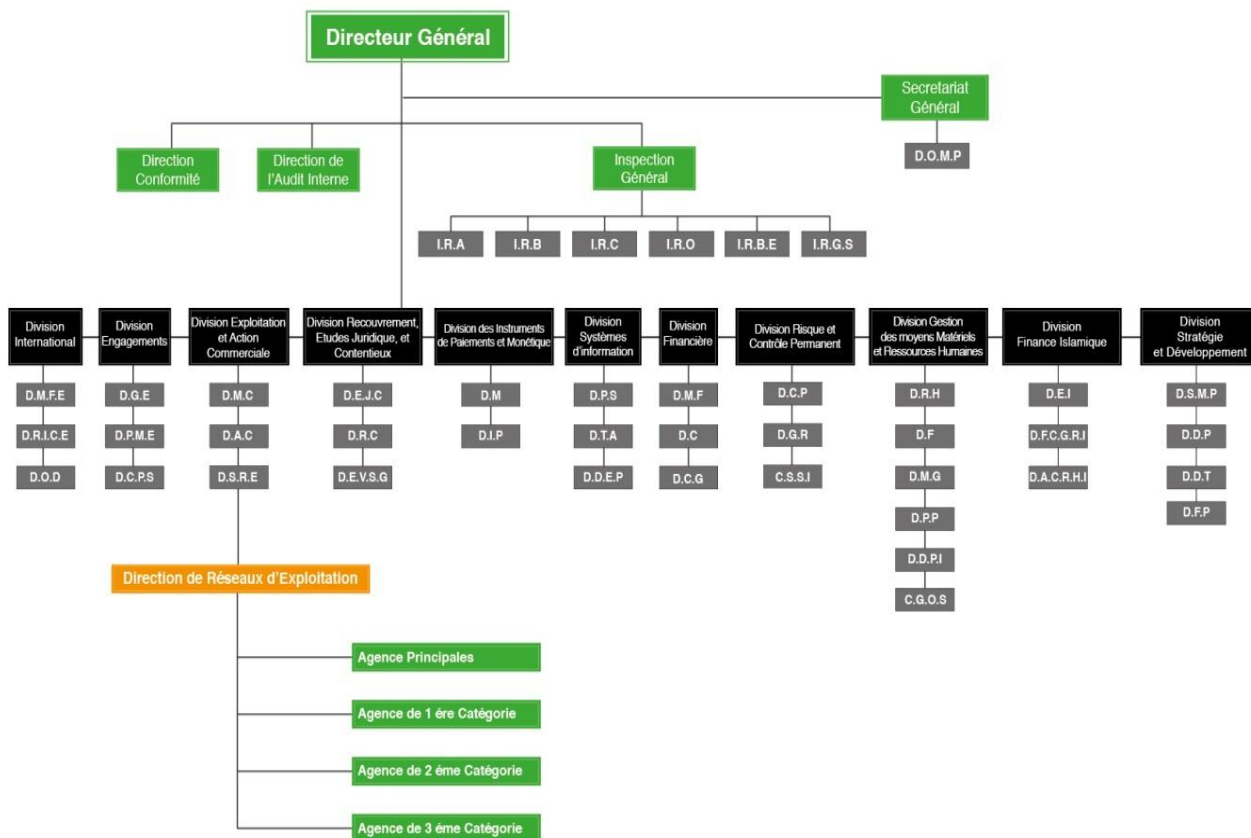 Directeur Général
Secretariat
Général
D.O.M.P
Direction
Conformité
Direction de
l'Audit Interne
Inspection
Général
I.R.A
I.R.B
I.R.C
I.R.O
I.R.B.E
I.R.G.S
Division
International
D.M.F.E
D.R.I.C.E
D.O.D
Division
Engagements
D.G.E
D.P.M.E
D.C.P.S
Division Exploitation
et Action
Commerciale
D.M.C
D.A.C
D.S.R.E
Division Recouvrement,
Etudes Juridique, et
Contentieux
D.E.J.C
D.R.C
D.E.V.S.G
Division des Instruments
de Paiements et Monétique
D.M
D.I.P
Division
Systèmes
d'information
D.P.S
D.T.A
D.D.E.P
Division
Financière
D.M.F
D.C
D.C.G
Division Risque et
Contrôle Permanent
D.C.P
D.G.R
C.S.S.I
Division Gestion
des moyens Matériels
et Ressources Humaines
D.R.H
D.F
D.M.G
D.P.P
D.D.P.I
C.G.O.S
Division
Finance Islamique
D.E.I
D.F.C.G.R.I
D.A.C.R.H.I
Division
Stratégie
et Développement
D.S.M.P
D.D.P
D.D.T
D.F.P
Direction de Réseaux d'Exploitation
Agence Principales
Agence de 1 ére Catégorie
Agence de 2 éme Catégorie
Agence de 3 éme Catégorie